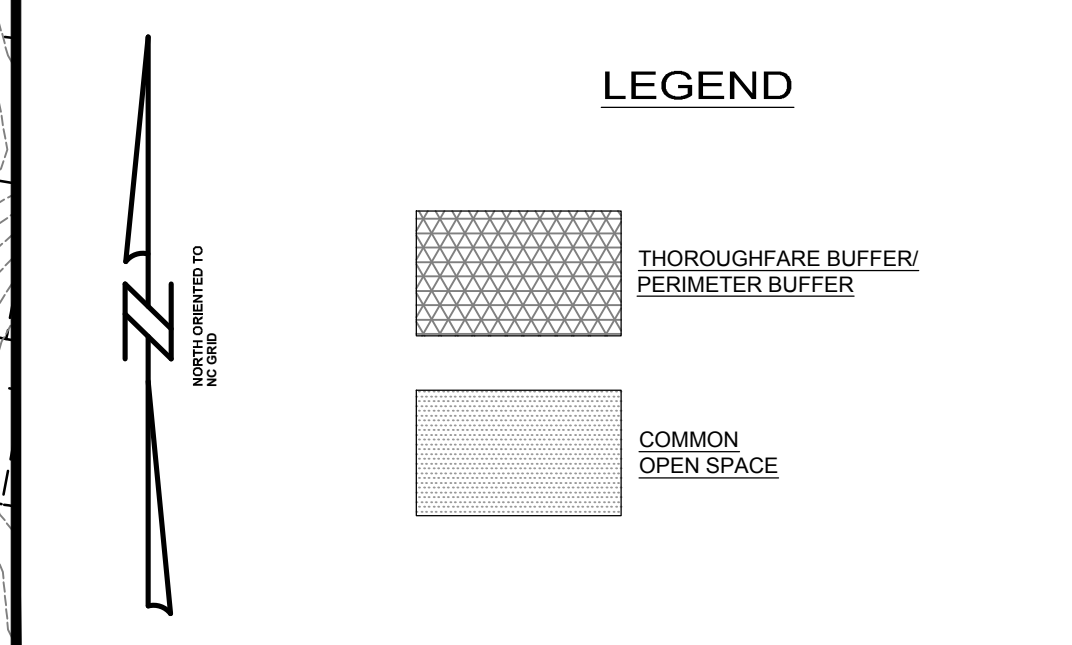 LEGEND
THOROUGHFARE BUFFER/
PERIMETER BUFFER
COMMON
OPEN SPACE
N
NORTH ORIENTED TO
NC GRID